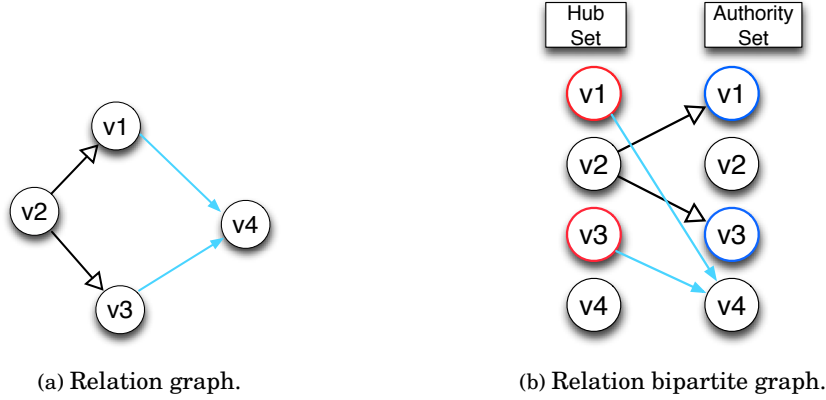 v1
v2
v3
v4
(a) Relation graph.
Hub
Set
Authority
Set
v1
v1
v2
v2
v3
v3
v4
v4
(b) Relation bipartite graph.